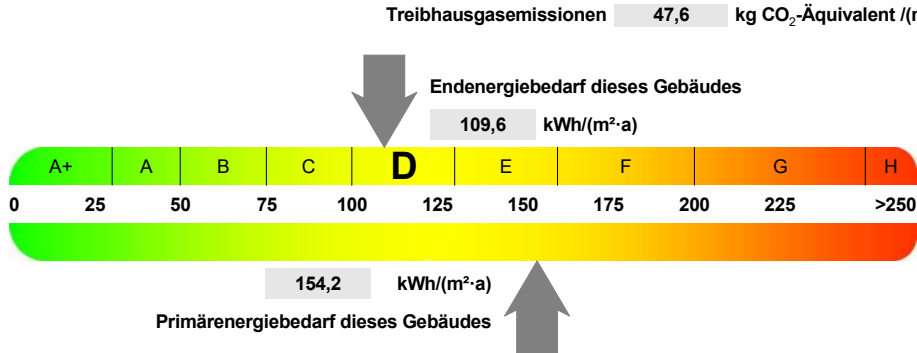 Treibhausgasemissionen 47,6 kg CO₂-Äquivalent /(m
Endenergiebedarf dieses Gebäudes
109,6 kWh/(m²·a)
A+ A B C D E F G H
0 25 50 75 100 125 150 175 200 225 >250
154,2 kWh/(m²·a)
Primärenergiebedarf dieses Gebäudes